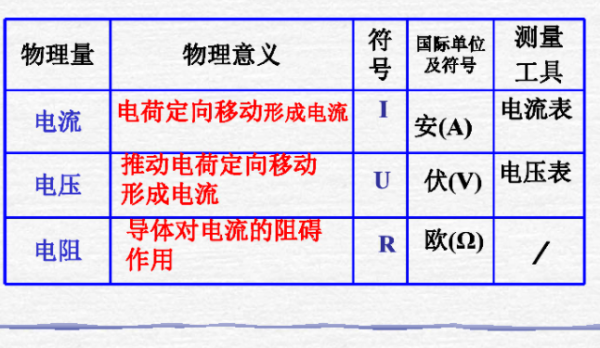 物理量 物理意义 符号 国际单位及符号 测量工具
电流 电荷定向移动形成电流 I 安(A) 电流表
电压 推动电荷定向移动形成电流 U 伏(V) 电压表
电阻 导体对电流的阻碍作用 R 欧(Ω) /